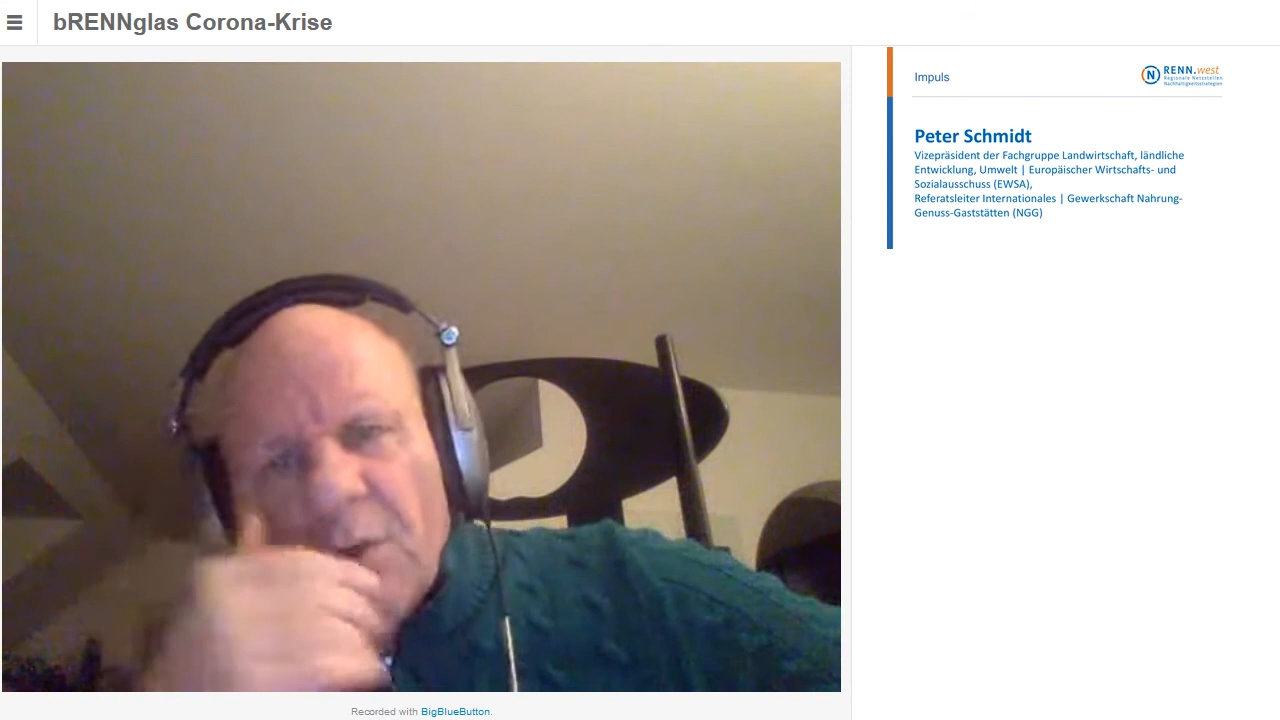 bRENNglas Corona-Krise
Impuls
N RENN.west
Regionale Netzstellen
Nachhaltigkeitsstrategien
Peter Schmidt
Vizepräsident der Fachgruppe Landwirtschaft, ländliche
Entwicklung, Umwelt | Europäischer Wirtschafts- und
Sozialausschuss (EWSA),
Referatsleiter Internationales | Gewerkschaft Nahrung-
Genuss-Gaststätten (NGG)
Recorded with BigBlueButton.